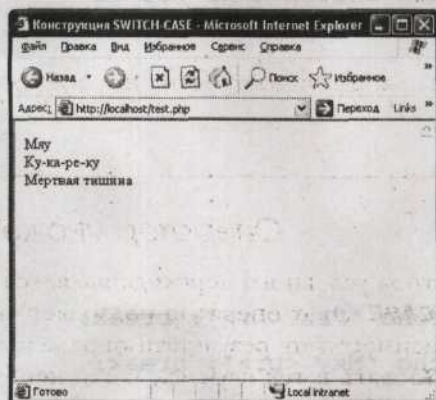 Конструкция SWITCH-CASE - Microsoft Internet Explorer
Файл Правка Вид Избранное Сервис Справка
Назад Поиск Избранное
Адрес: http://localhost/test.php Переход Links
Мяу
Ку-ка-ре-ку
Мертвая тишина
Готово Local intranet